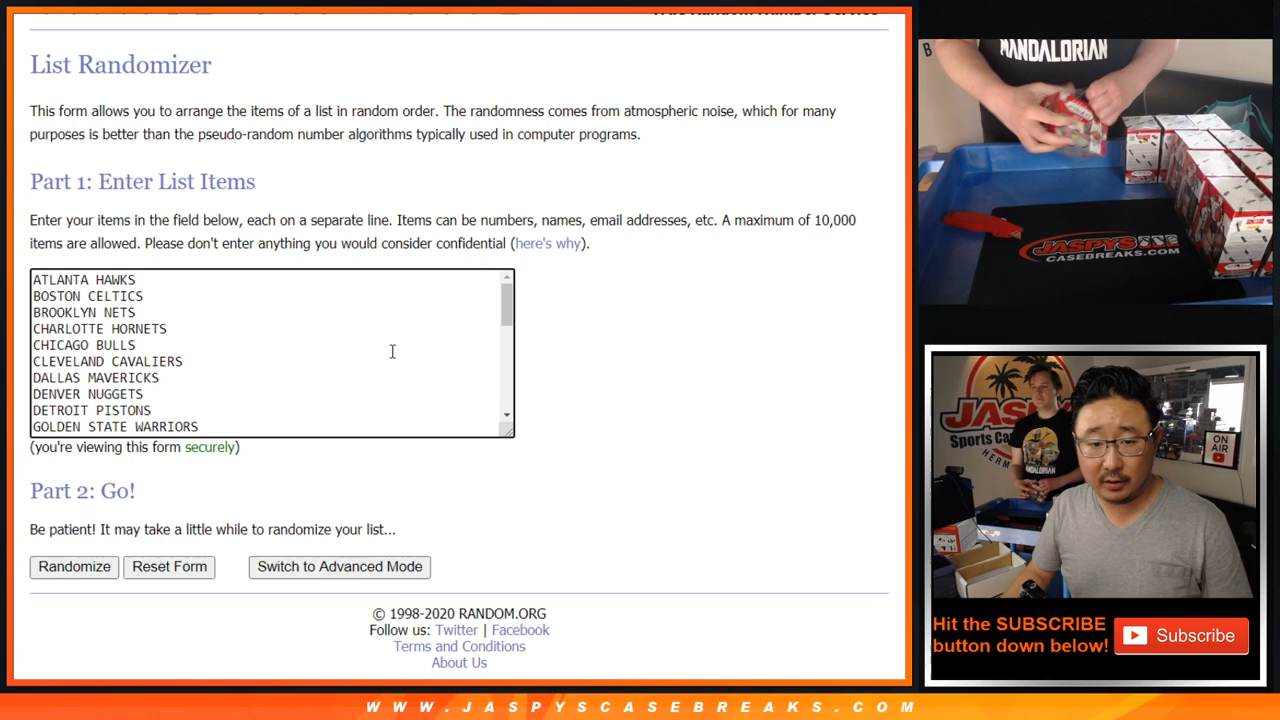 List Randomizer
This form allows you to arrange the items of a list in random order. The randomness comes from atmospheric noise, which for many
purposes is better than the pseudo-random number algorithms typically used in computer programs.
Part 1: Enter List Items
Enter your items in the field below, each on a separate line. Items can be numbers, names, email addresses, etc. A maximum of 10,000
items are allowed. Please don't enter anything you would consider confidential (here's why).
ATLANTA HAWKS
BOSTON CELTICS
BROOKLYN NETS
CHARLOTTE HORNETS
CHICAGO BULLS
CLEVELAND CAVALIERS
DALLAS MAVERICKS
DENVER NUGGETS
DETROIT PISTONS
GOLDEN STATE WARRIORS
(you're viewing this form securely)
Part 2: Go!
Be patient! It may take a little while to randomize your list...
Randomize
Reset Form
Switch to Advanced Mode
© 1998-2020 RANDOM.ORG
Follow us: Twitter | Facebook
Terms and Conditions
About Us
MANDALORIAN
JASPYS
CASEBREAKS.COM
JASPY
Sports Ca
HERM
MANDALORIAN
ON
AIR
Hit the SUBSCRIBE
button down below!
Subscribe
WWW.JASPYSCASEBREAKS.COM